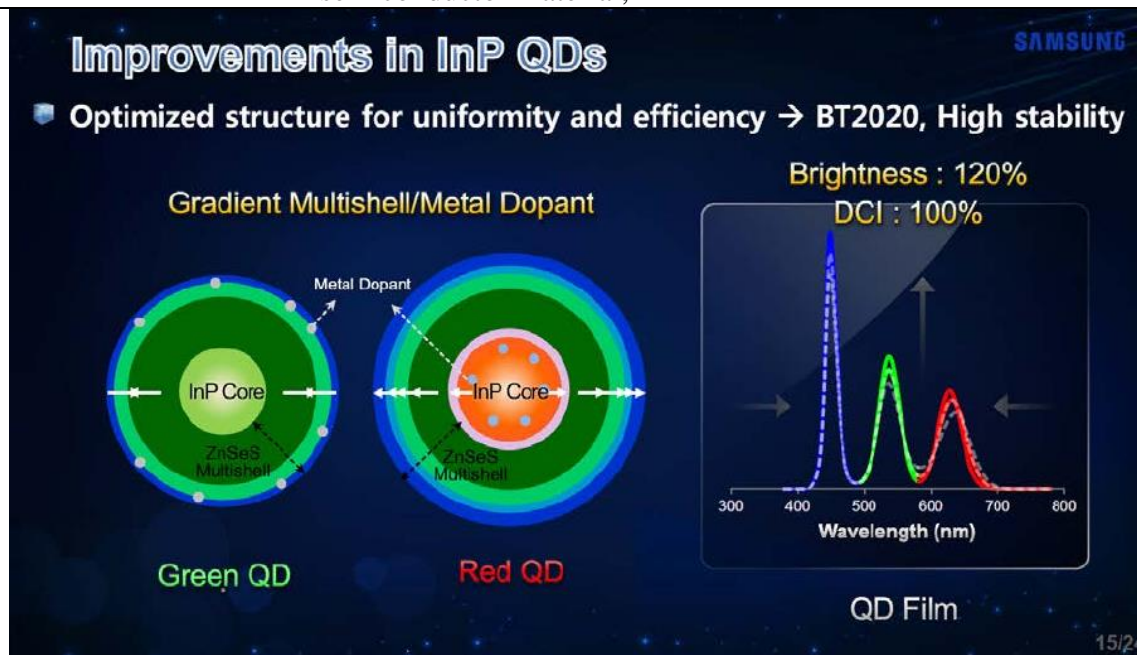 SAMSUNG
Improvements in InP QDs
Optimized structure for uniformity and efficiency → BT2020, High stability
Gradient Multishell/Metal Dopant
Brightness : 120%
DCI : 100%
Metal Dopant
InP Core
InP Core
ZnSeS
Multishell
ZnSeS
Multishell
300 400 500 600 700 800
Wavelength (nm)
Green QD
Red QD
QD Film